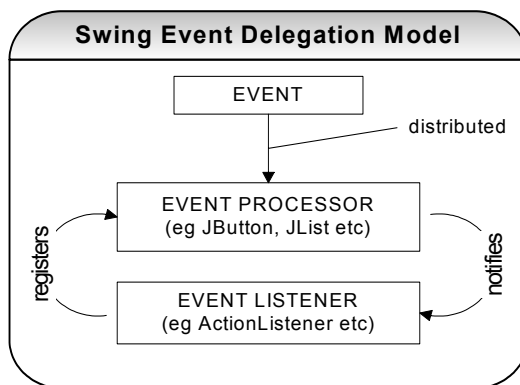 Swing Event Delegation Model
EVENT
distributed
EVENT PROCESSOR
(eg JButton, JList etc)
registers
notifies
EVENT LISTENER
(eg ActionListener etc)